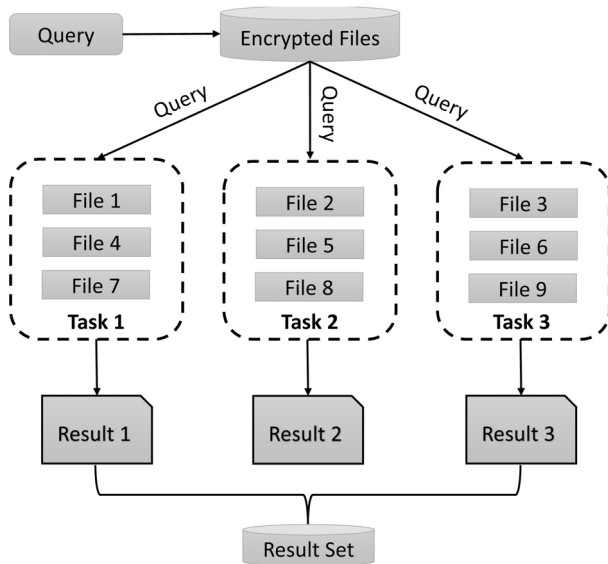 Query
Encrypted Files
Query
Query
Query
File 1
File 4
File 7
Task 1
File 2
File 5
File 8
Task 2
File 3
File 6
File 9
Task 3
Result 1
Result 2
Result 3
Result Set